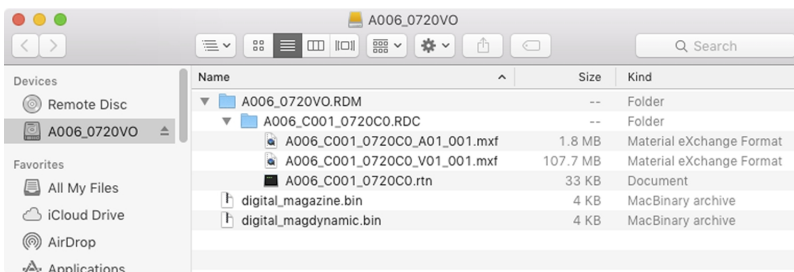 A006_0720VO
Search
Devices
Remote Disc
A006_0720VO
Favorites
All My Files
iCloud Drive
AirDrop
Applications
Name Size Kind
A006_0720VO.RDM -- Folder
A006_C001_0720C0.RDC -- Folder
A006_C001_0720C0_A01_001.mxf 1.8 MB Material eXchange Format
A006_C001_0720C0_V01_001.mxf 107.7 MB Material eXchange Format
A006_C001_0720C0.rtn 33 KB Document
digital_magazine.bin 4 KB MacBinary archive
digital_magdynamic.bin 4 KB MacBinary archive